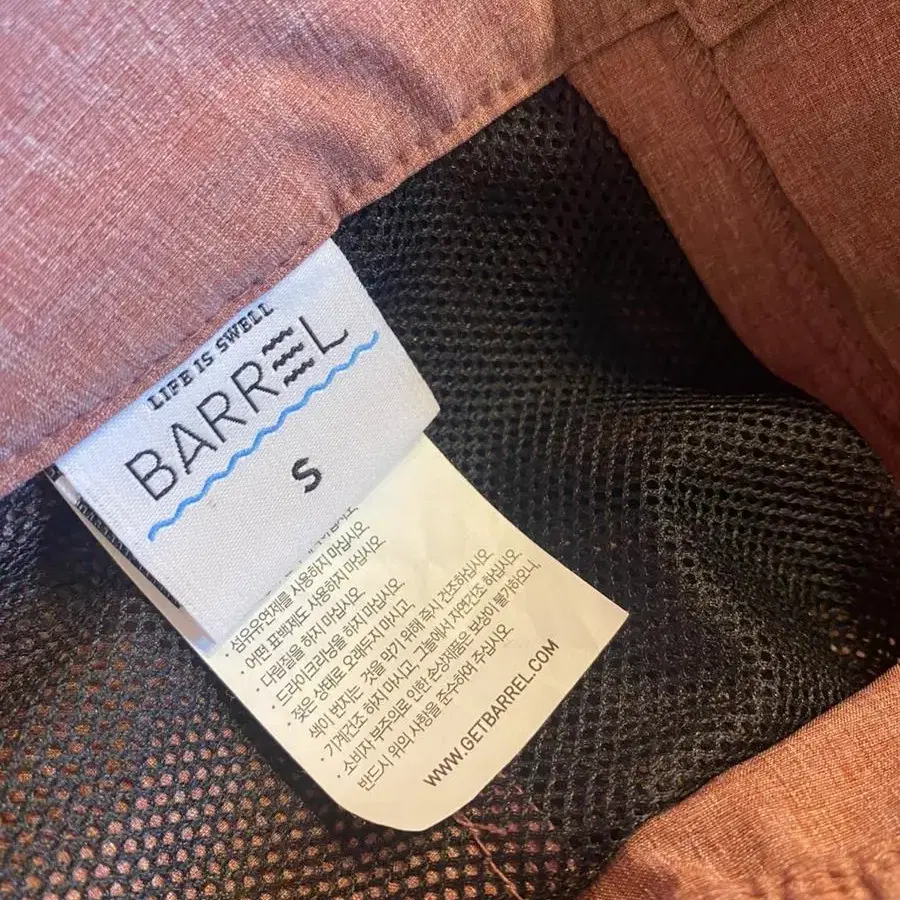 LIFE IS SWELL
BARREL
S
· 섬유유연제를 사용하지 마십시오
· 어떤 표백제도 사용하지 마십시오
· 다림질을 하지 마십시오
· 드라이크리닝을 하지 마십시오.
· 젖은 상태로 오래두지 마시고,
색이 번지는 것을 막기 위해 즉시 간조하십시오
기계건조 하지 마시고, 그늘에서 자연건조 하십시오.
· 소비자 부주의로 인한 손상제품은 보상이 불가하오니,
반드시 위의 사항을 준수하여 주십시오
WWW.GETBARREL.COM